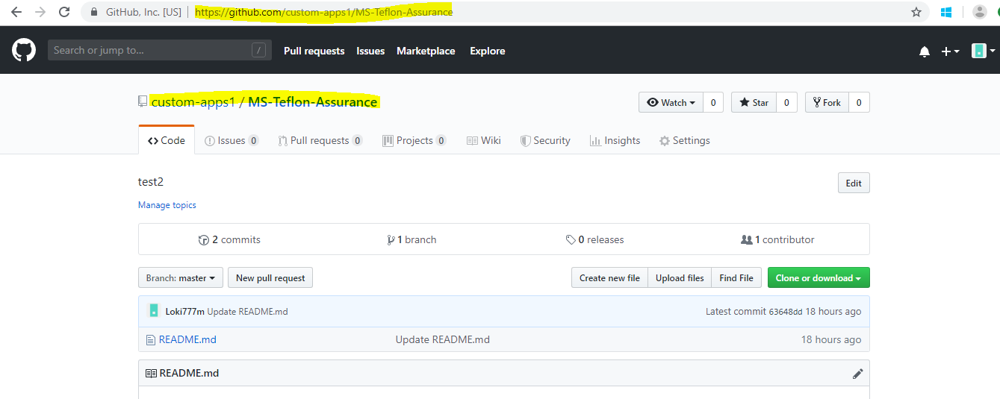 GitHub, Inc. [US] https://github.com/custom-apps1/MS-Teflon-Assurance
Search or jump to... / Pull requests Issues Marketplace Explore
custom-apps1 / MS-Teflon-Assurance Watch 0 Star 0 Fork 0
Code Issues 0 Pull requests 0 Projects 0 Wiki Security Insights Settings
test2 Edit
Manage topics
2 commits 1 branch 0 releases 1 contributor
Branch: master New pull request Create new file Upload files Find File Clone or download
Loki777m Update README.md Latest commit 63648dd 18 hours ago
README.md Update README.md 18 hours ago
README.md